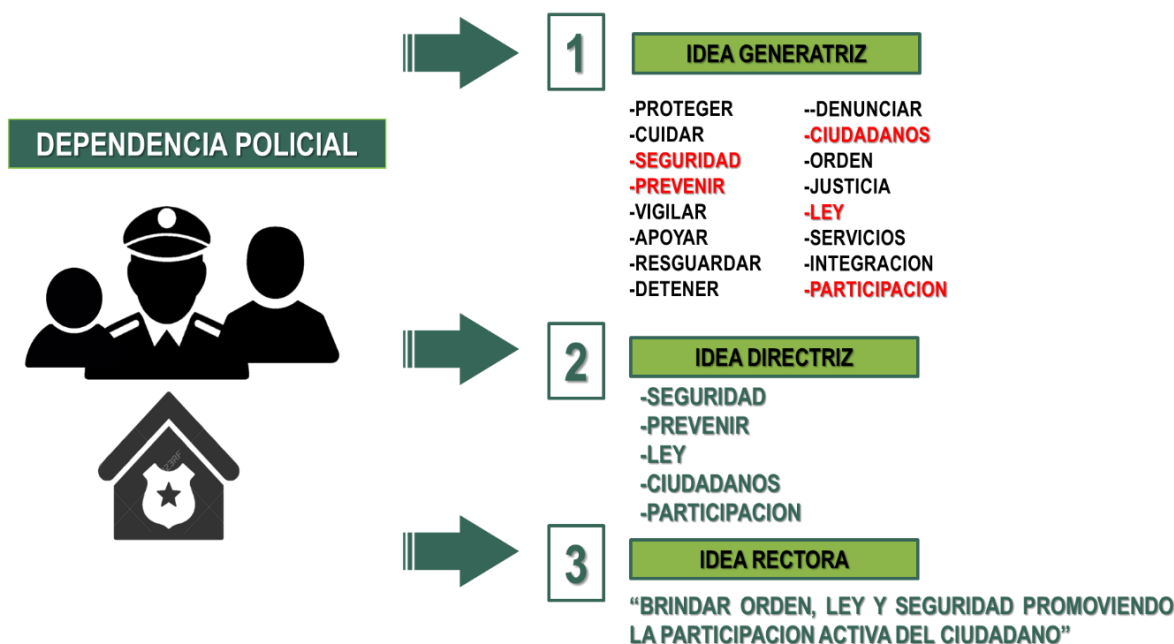 DEPENDENCIA POLICIAL
1
IDEA GENERATRIZ
-PROTEGER
-CUIDAR
-SEGURIDAD
-PREVENIR
-VIGILAR
-APOYAR
-RESGUARDAR
-DETENER
--DENUNCIAR
-CIUDADANOS
-ORDEN
-JUSTICIA
-LEY
-SERVICIOS
-INTEGRACION
-PARTICIPACION
2
IDEA DIRECTRIZ
-SEGURIDAD
-PREVENIR
-LEY
-CIUDADANOS
-PARTICIPACION
3
IDEA RECTORA
“BRINDAR ORDEN, LEY Y SEGURIDAD PROMOVIENDO
LA PARTICIPACION ACTIVA DEL CIUDADANO”